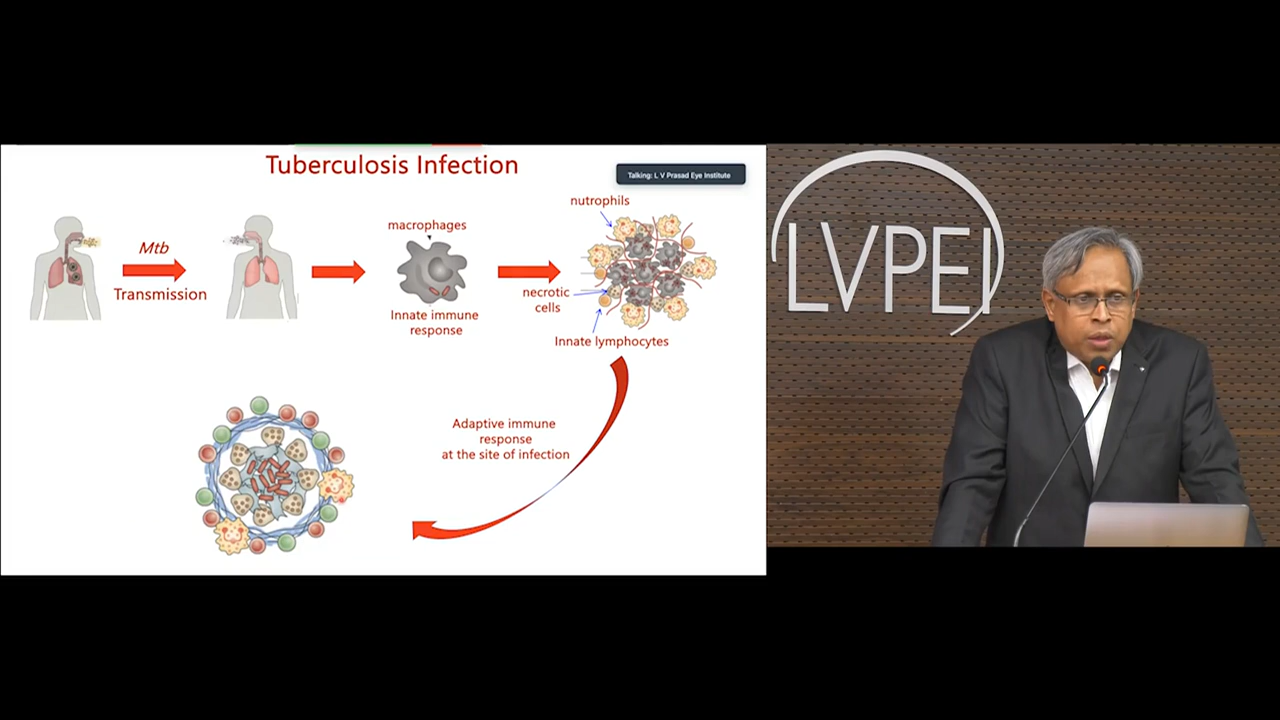 Tuberculosis Infection
Talking: L V Prasad Eye Institute
Mtb
Transmission
macrophages
Innate immune
response
nutrophils
necrotic
cells
Innate lymphocytes
Adaptive immune
response
at the site of infection
LVPEI